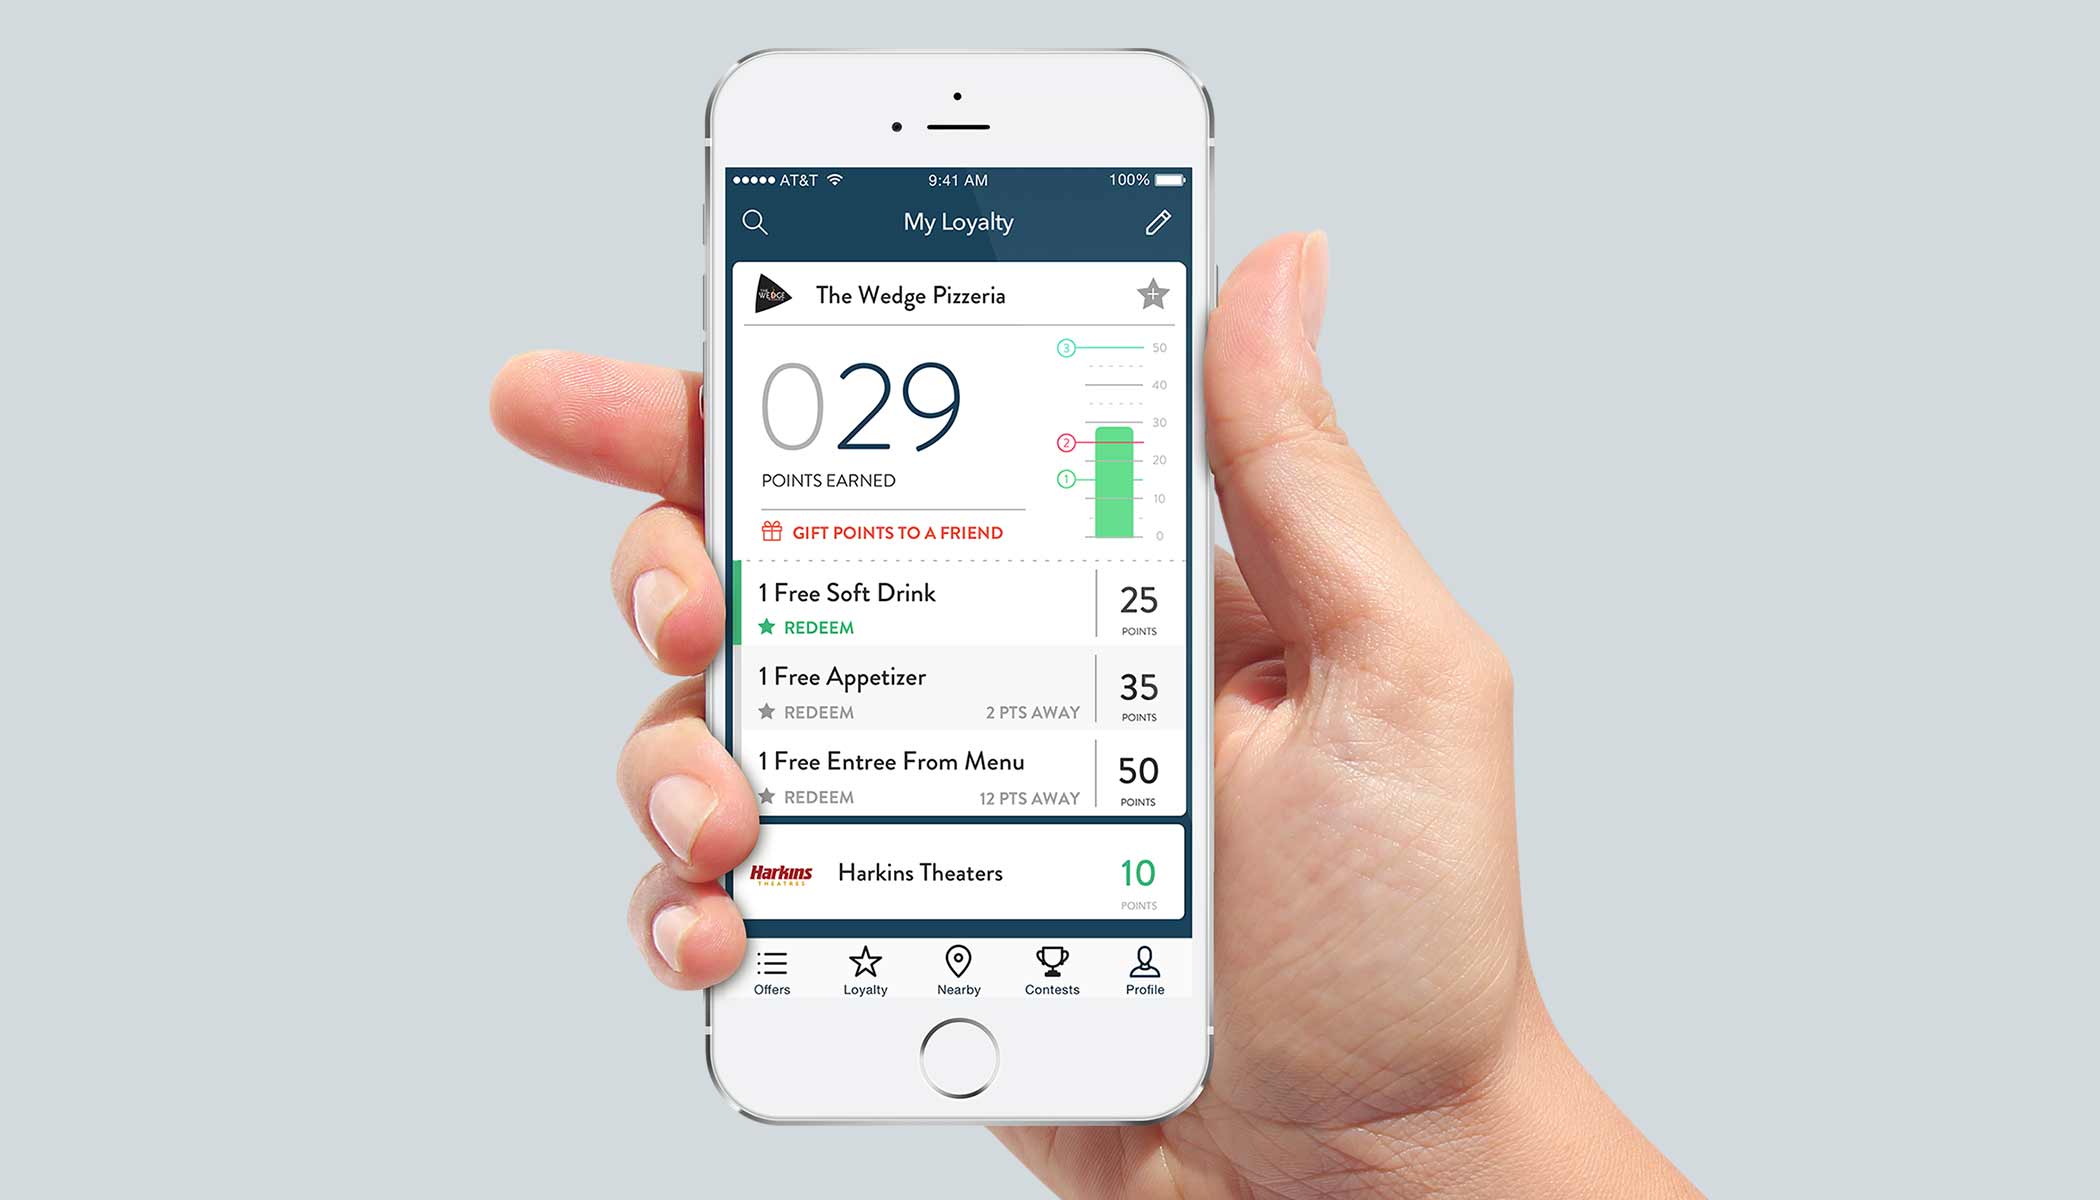 AT&T 9:41 AM 100%
My Loyalty
THE WEDGE
The Wedge Pizzeria
029
POINTS EARNED
GIFT POINTS TO A FRIEND
3 50
40
30
2
20
1
10
0
1 Free Soft Drink
REDEEM
25
POINTS
1 Free Appetizer
REDEEM 2 PTS AWAY
35
POINTS
1 Free Entree From Menu
REDEEM 12 PTS AWAY
50
POINTS
Harkins
THEATRES
Harkins Theaters
10
POINTS
Offers Loyalty Nearby Contests Profile